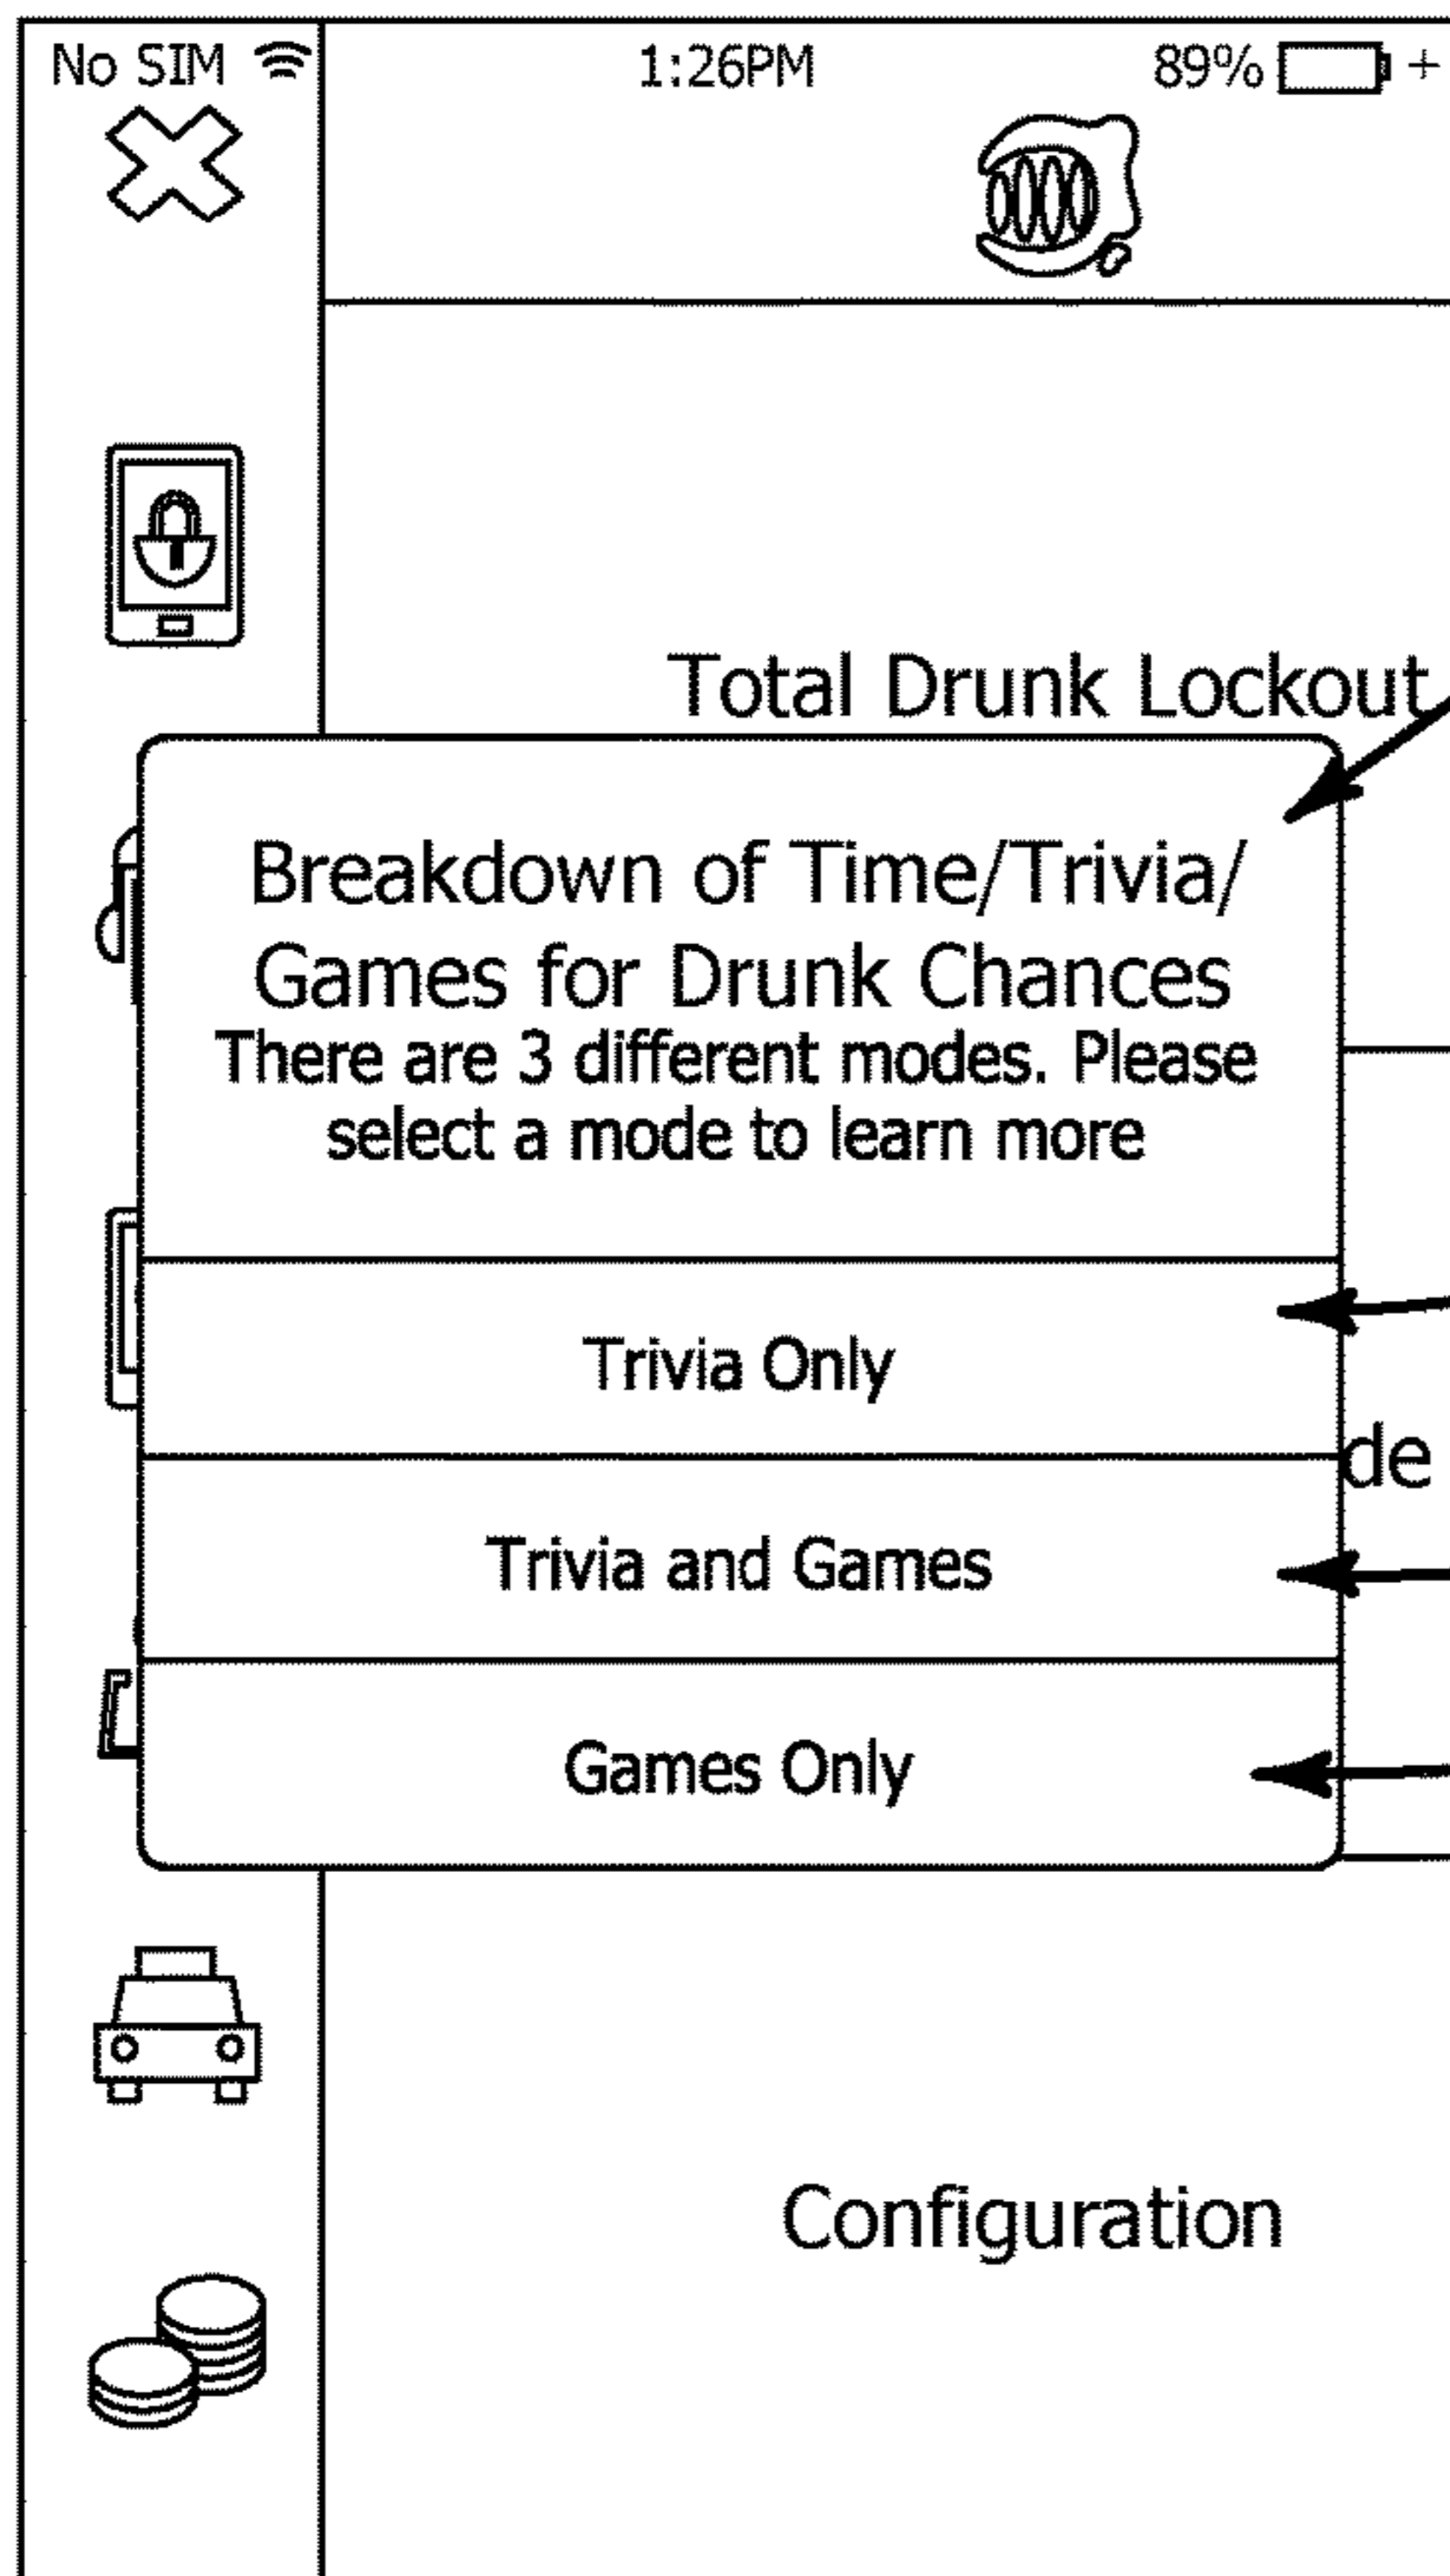 No SIM 1:26PM 89% +
Total Drunk Lockout
Breakdown of Time/Trivia/
Games for Drunk Chances
There are 3 different modes. Please
select a mode to learn more
Trivia Only
de
Trivia and Games
Games Only
Configuration